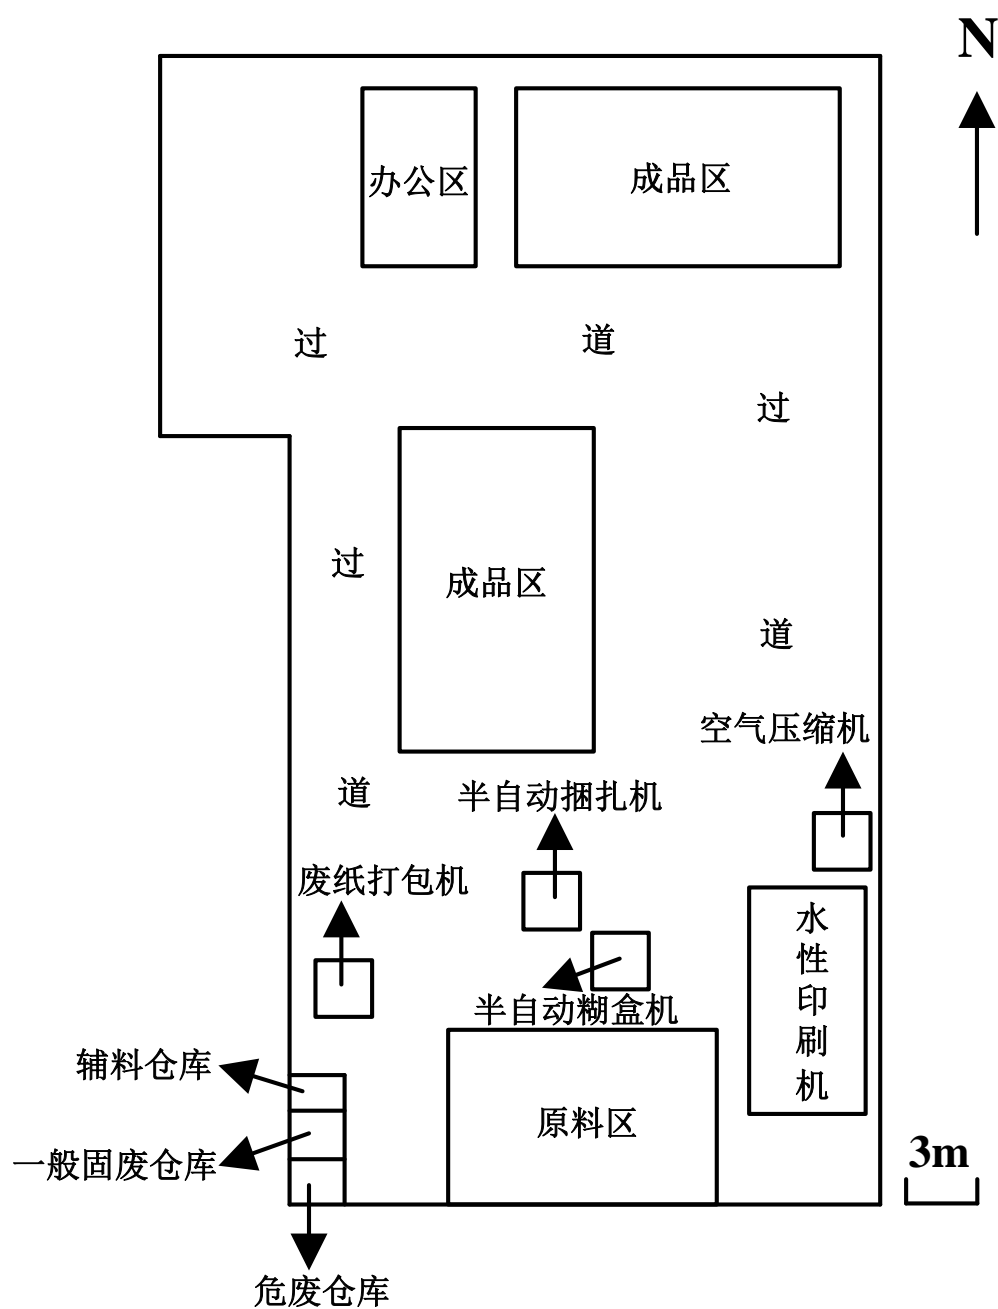 N
办公区
成品区
过
道
过
成品区
过
道
空气压缩机
道
半自动捆扎机
废纸打包机
水性印刷机
半自动糊盒机
辅料仓库
原料区
一般固废仓库
3m
危废仓库